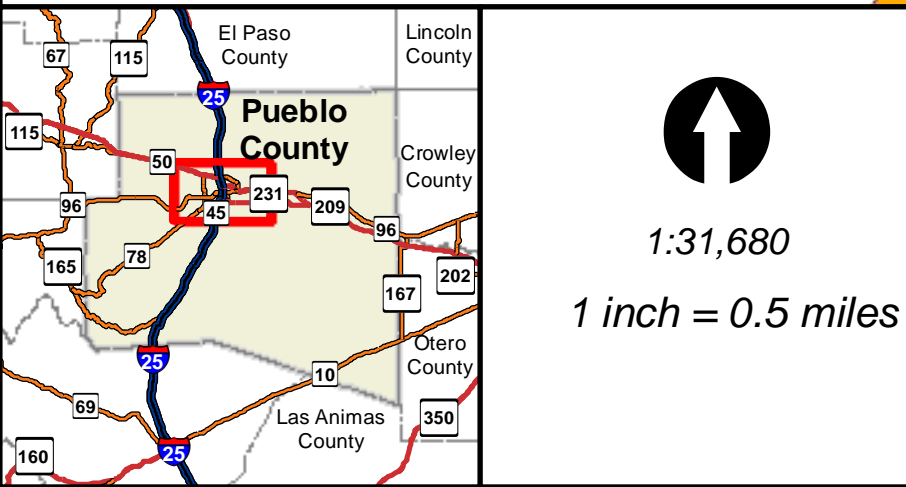 El Paso
County
Lincoln
County
67
115
25
Pueblo
County
115
50
Crowley
County
231
96
45
209
96
78
165
202
167
25
Otero
County
10
69
Las Animas
County
350
25
160
1:31,680
1 inch = 0.5 miles